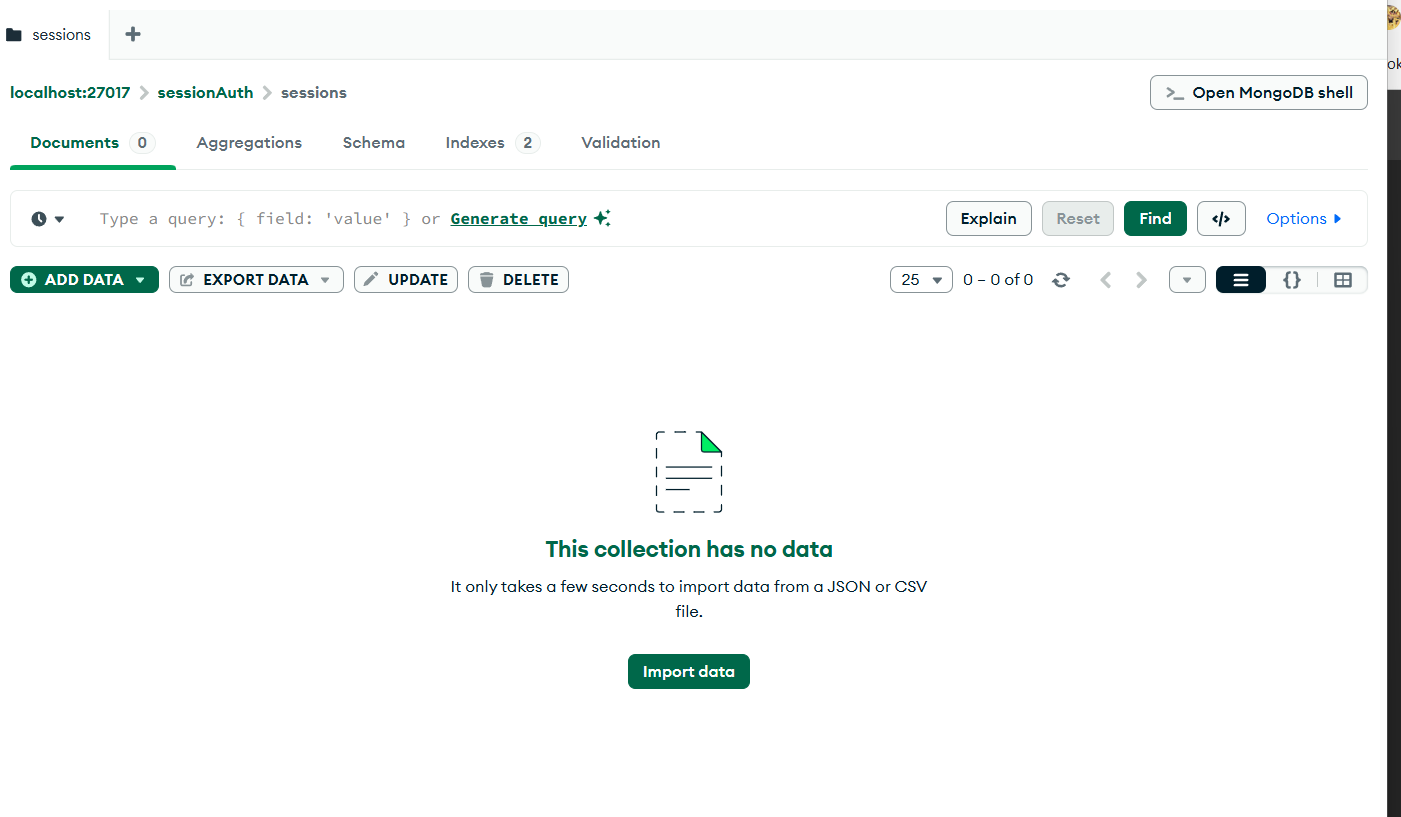 sessions
localhost:27017 sessionAuth sessions
>_ Open MongoDB shell
Documents 0 Aggregations Schema Indexes 2 Validation
Type a query: { field: 'value' } or Generate query
Explain Reset Find </> Options
ADD DATA EXPORT DATA UPDATE DELETE
25 0 – 0 of 0 {}
This collection has no data
It only takes a few seconds to import data from a JSON or CSV
file.
Import data